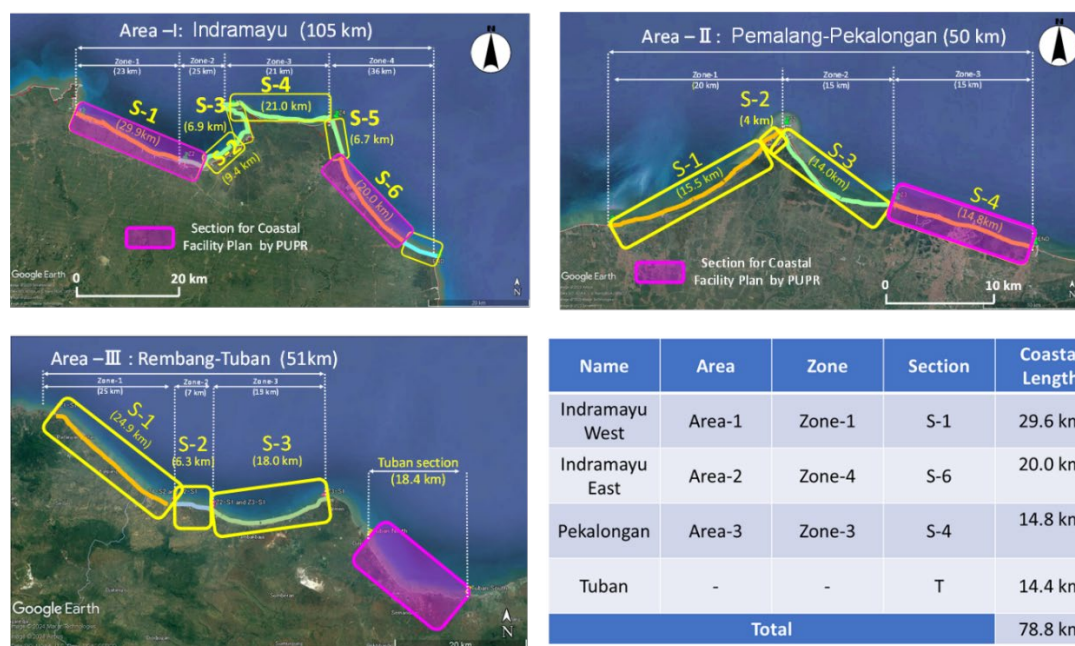 Area –I: Indramayu (105 km)
Zone-1
(23 km)
Zone-2
(25 km)
Zone-3
(21 km)
Zone-4
(36 km)
S-1
(29.9km)
S-2
(9.4 km)
S-3
(6.9 km)
S-4
(21.0 km)
S-5
(6.7 km)
S-6
(20.0 km)
Section for Coastal
Facility Plan by PUPR
Google Earth
0 20 km
N
Area –II: Pemalang-Pekalongan (50 km)
Zone-1
(20 km)
Zone-2
(15 km)
Zone-3
(15 km)
S-1
(15.5 km)
S-2
(4 km)
S-3
(14.0km)
S-4
(14.8km)
Section for Coastal
Facility Plan by PUPR
Google Earth
0 10 km
N
Area –III : Rembang-Tuban (51km)
Zone-1
(25 km)
Zone-2
(7 km)
Zone-3
(19 km)
S-1
(24.9 km)
S-2
(6.3 km)
S-3
(18.0 km)
Tuban section
(18.4 km)
Google Earth
20 km
N
Name Area Zone Section Coasta
Length
Indramayu
West Area-1 Zone-1 S-1 29.6 km
Indramayu
East Area-2 Zone-4 S-6 20.0 km
Pekalongan Area-3 Zone-3 S-4 14.8 km
Tuban - - T 14.4 km
Total 78.8 km